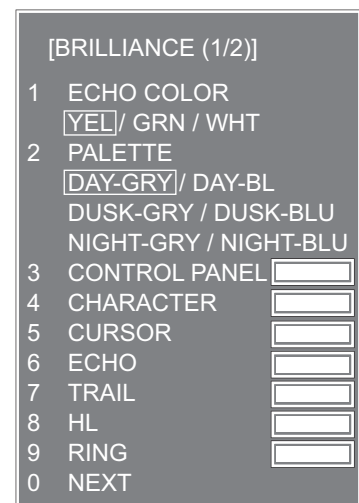 [BRILLIANCE (1/2)]
1 ECHO COLOR
YEL / GRN / WHT
2 PALETTE
DAY-GRY / DAY-BL
DUSK-GRY / DUSK-BLU
NIGHT-GRY / NIGHT-BLU
3 CONTROL PANEL
4 CHARACTER
5 CURSOR
6 ECHO
7 TRAIL
8 HL
9 RING
0 NEXT